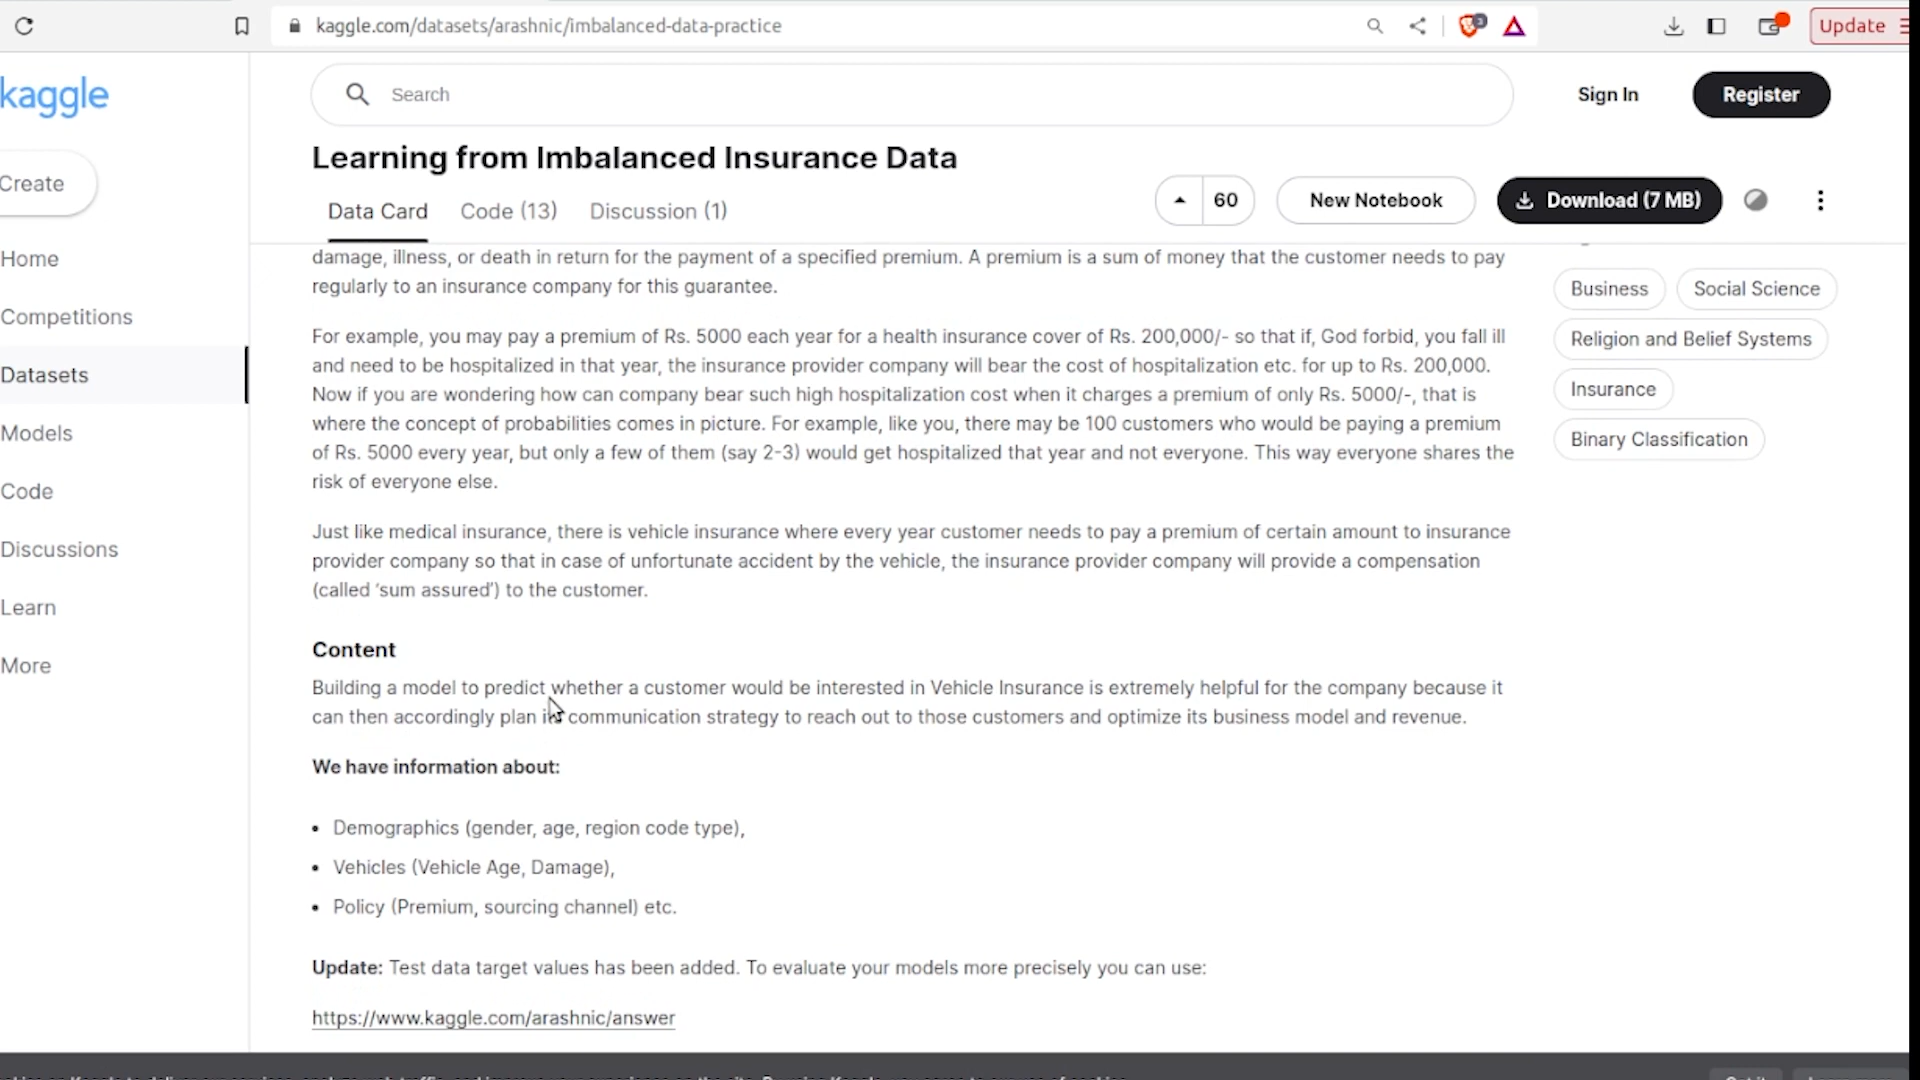 kaggle.com/datasets/arashnic/imbalanced-data-practice
3
Update
kaggle
Search
Sign In
Register
Create
Learning from Imbalanced Insurance Data
Data Card
Code (13)
Discussion (1)
60
New Notebook
Download (7 MB)
Home
Competitions
Datasets
Models
Code
Discussions
Learn
More
damage, illness, or death in return for the payment of a specified premium. A premium is a sum of money that the customer needs to pay
regularly to an insurance company for this guarantee.
For example, you may pay a premium of Rs. 5000 each year for a health insurance cover of Rs. 200,000/- so that if, God forbid, you fall ill
and need to be hospitalized in that year, the insurance provider company will bear the cost of hospitalization etc. for up to Rs. 200,000.
Now if you are wondering how can company bear such high hospitalization cost when it charges a premium of only Rs. 5000/-, that is
where the concept of probabilities comes in picture. For example, like you, there may be 100 customers who would be paying a premium
of Rs. 5000 every year, but only a few of them (say 2-3) would get hospitalized that year and not everyone. This way everyone shares the
risk of everyone else.
Just like medical insurance, there is vehicle insurance where every year customer needs to pay a premium of certain amount to insurance
provider company so that in case of unfortunate accident by the vehicle, the insurance provider company will provide a compensation
(called ‘sum assured’) to the customer.
Content
Building a model to predict whether a customer would be interested in Vehicle Insurance is extremely helpful for the company because it
can then accordingly plan its communication strategy to reach out to those customers and optimize its business model and revenue.
We have information about:
• Demographics (gender, age, region code type),
• Vehicles (Vehicle Age, Damage),
• Policy (Premium, sourcing channel) etc.
Update: Test data target values has been added. To evaluate your models more precisely you can use:
https://www.kaggle.com/arashnic/answer
Business
Social Science
Religion and Belief Systems
Insurance
Binary Classification